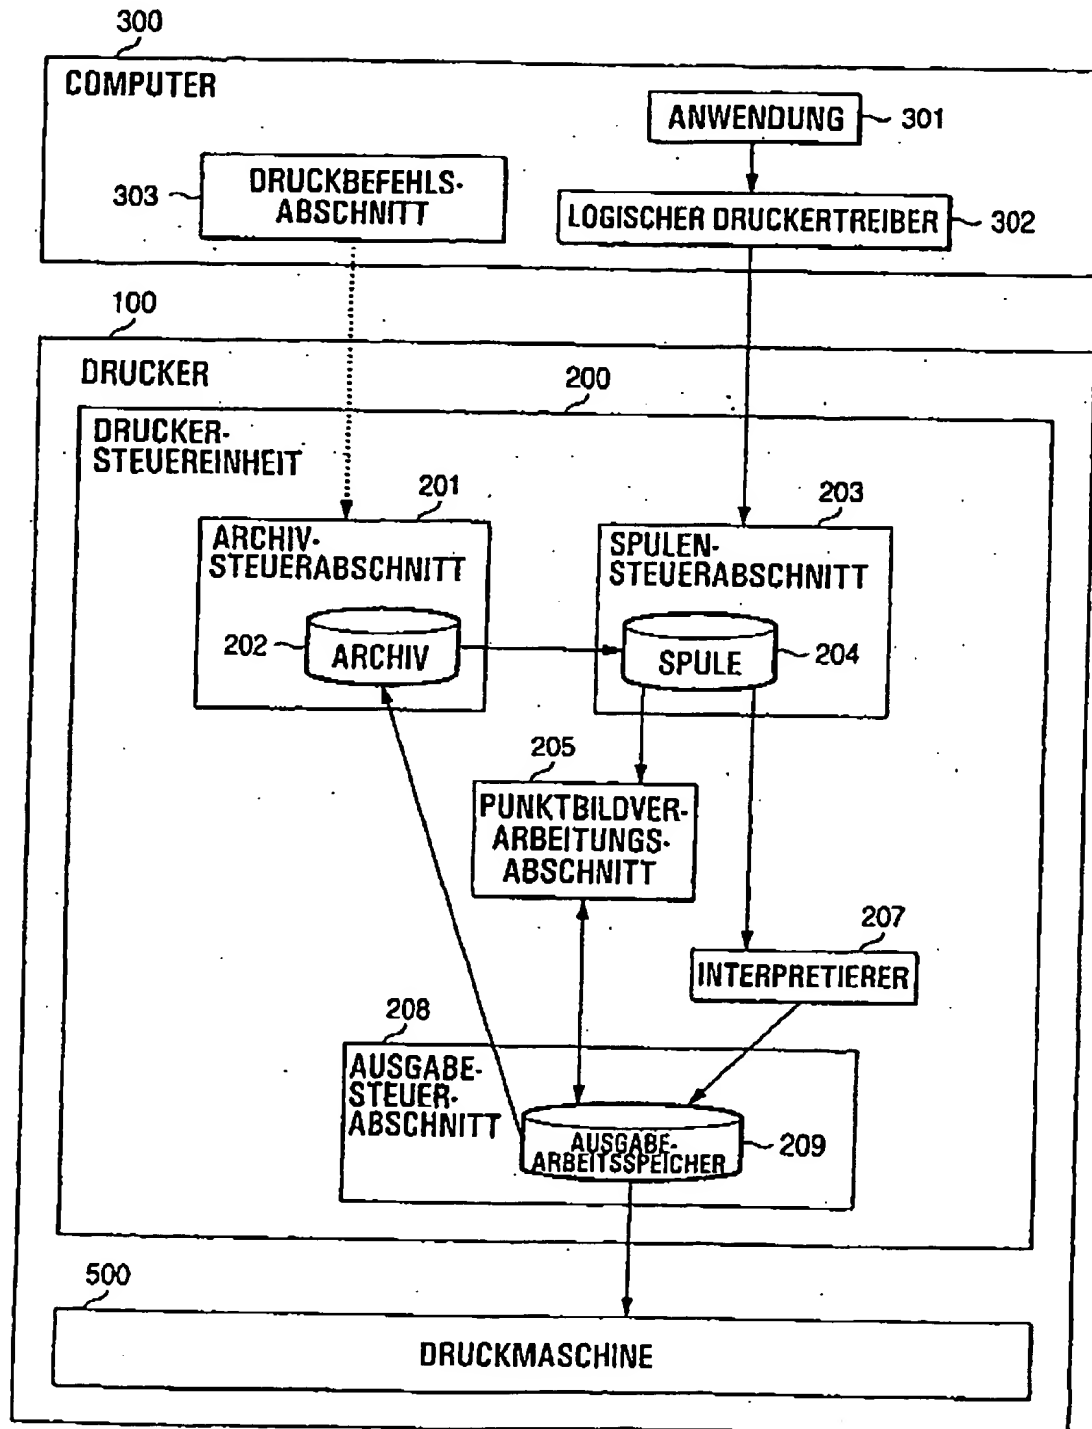 300
COMPUTER
ANWENDUNG
301
303
DRUCKBEFEHLS-
ABSCHNITT
LOGISCHER DRUCKERTREIBER
302
100
DRUCKER
200
DRUCKER-
STEUEREINHEIT
201
203
ARCHIV-
STEUERABSCHNITT
SPULEN-
STEUERABSCHNITT
202
ARCHIV
SPULE
204
205
PUNKTBILDVER-
ARBEITUNGS-
ABSCHNITT
207
INTERPRETIERER
208
AUSGABE-
STEUER-
ABSCHNITT
AUSGABE-
ARBEITSSPEICHER
209
500
DRUCKMASCHINE